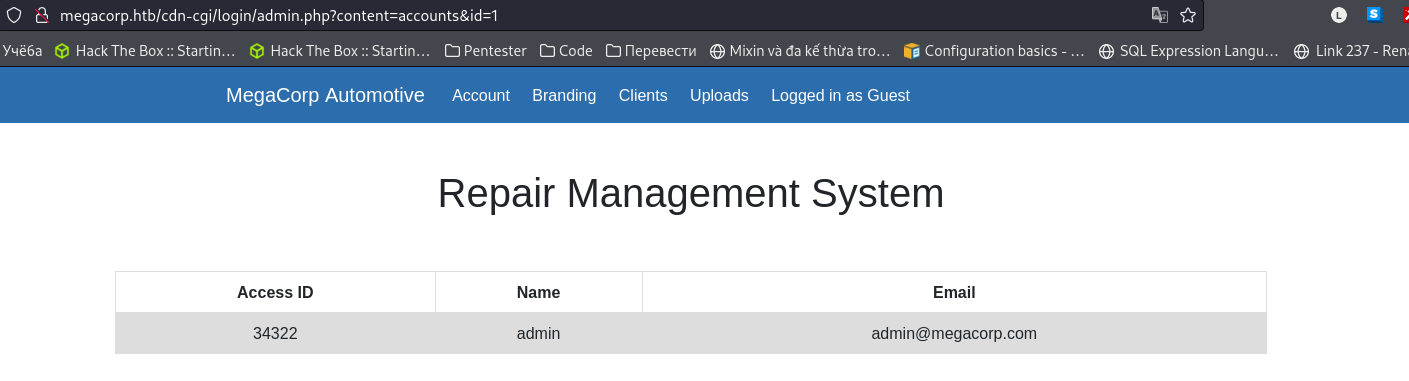 megacorp.htb/cdn-cgi/login/admin.php?content=accounts&id=1
L
S
Учёба Hack The Box :: Startin… Hack The Box :: Startin… Pentester Code Перевести Mixin và đa kế thừa tro… Configuration basics - … SQL Expression Langu… Link 237 - Rena
MegaCorp Automotive Account Branding Clients Uploads Logged in as Guest
Repair Management System
Access ID Name Email
34322 admin admin@megacorp.com